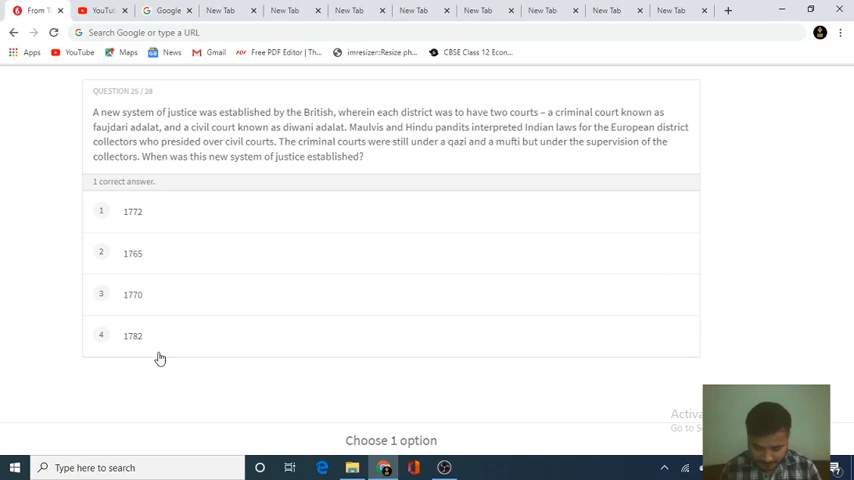 From T
YouTu
Google
New Tab
New Tab
New Tab
New Tab
New Tab
New Tab
New Tab
New Tab
Search Google or type a URL
Apps
YouTube
Maps
News
Gmail
Free PDF Editor | Th...
imresizer::Resize ph...
CBSE Class 12 Econ...
QUESTION 25 / 28
A new system of justice was established by the British, wherein each district was to have two courts – a criminal court known as
faujdari adalat, and a civil court known as diwani adalat. Maulvis and Hindu pandits interpreted Indian laws for the European district
collectors who presided over civil courts. The criminal courts were still under a qazi and a mufti but under the supervision of the
collectors. When was this new system of justice established?
1 correct answer.
1 1772
2 1765
3 1770
4 1782
Activa
Go to S
Choose 1 option
Type here to search